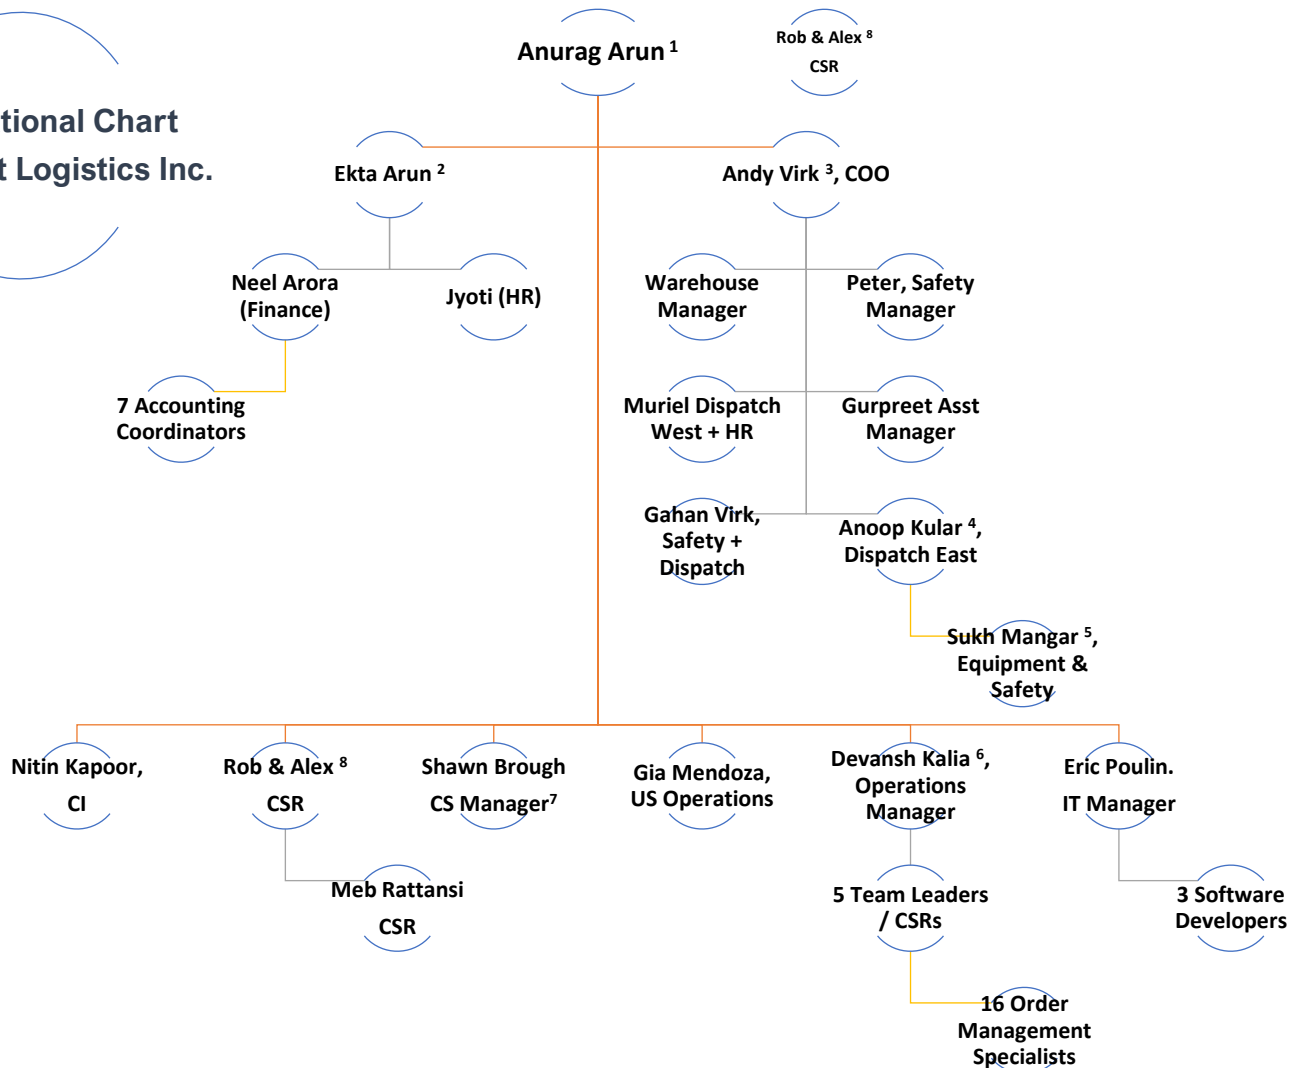 Anurag Arun ¹
Rob & Alex ⁸
CSR
tional Chart
t Logistics Inc.
Ekta Arun ²
Andy Virk ³, COO
Neel Arora
(Finance)
Jyoti (HR)
Warehouse
Manager
Peter, Safety
Manager
7 Accounting
Coordinators
Muriel Dispatch
West + HR
Gurpreet Asst
Manager
Gahan Virk,
Safety +
Dispatch
Anoop Kular ⁴,
Dispatch East
Sukh Mangar ⁵,
Equipment &
Safety
Nitin Kapoor,
CI
Rob & Alex ⁸
CSR
Shawn Brough
CS Manager⁷
Gia Mendoza,
US Operations
Devansh Kalia ⁶,
Operations
Manager
Eric Poulin.
IT Manager
Meb Rattansi
CSR
5 Team Leaders
/ CSRs
3 Software
Developers
16 Order
Management
Specialists